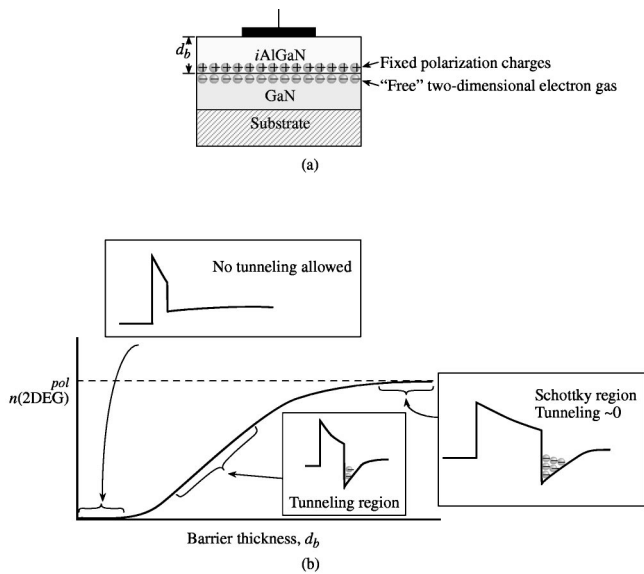 d_b
iAlGaN
Fixed polarization charges
“Free” two-dimensional electron gas
GaN
Substrate
(a)
No tunneling allowed
pol
n(2DEG)
Schottky region
Tunneling ~0
Tunneling region
Barrier thickness, d_b
(b)